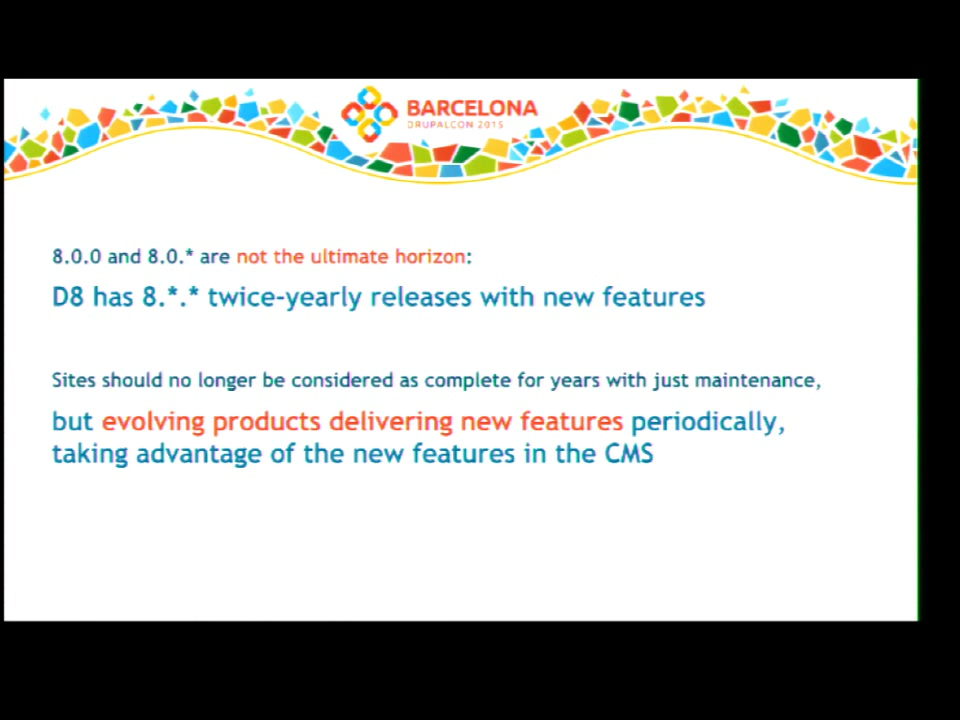 BARCELONA
DRUPALCON 2015
8.0.0 and 8.0.* are not the ultimate horizon:
D8 has 8.*.* twice-yearly releases with new features
Sites should no longer be considered as complete for years with just maintenance,
but evolving products delivering new features periodically,
taking advantage of the new features in the CMS